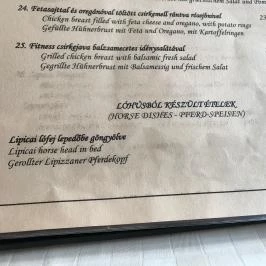 24. Fetasajttal és oregánóval töltött csirkemell rántva rösejbnivel
Chicken breast filled with feta cheese and oregano, with potato rings
Gefüllte Hühnerbrust mit Feta und Oregano, mit Kartoffelringen
25. Fitness csirkejava balzsamecetes idénysalátával
Grilled chicken breast with balsamic fresh salad
Gegrillte Hühnerbrust mit Balsamessig und frischem Salat
LÓHÚSBÓL KÉSZÜLT ÉTELEK
(HORSE DISHES - PFERD-SPEISEN)
Lipicai lófej lepedőbe göngyölve
Lipicai horse head in bed
Gerollter Lipizzaner Pferdekopf